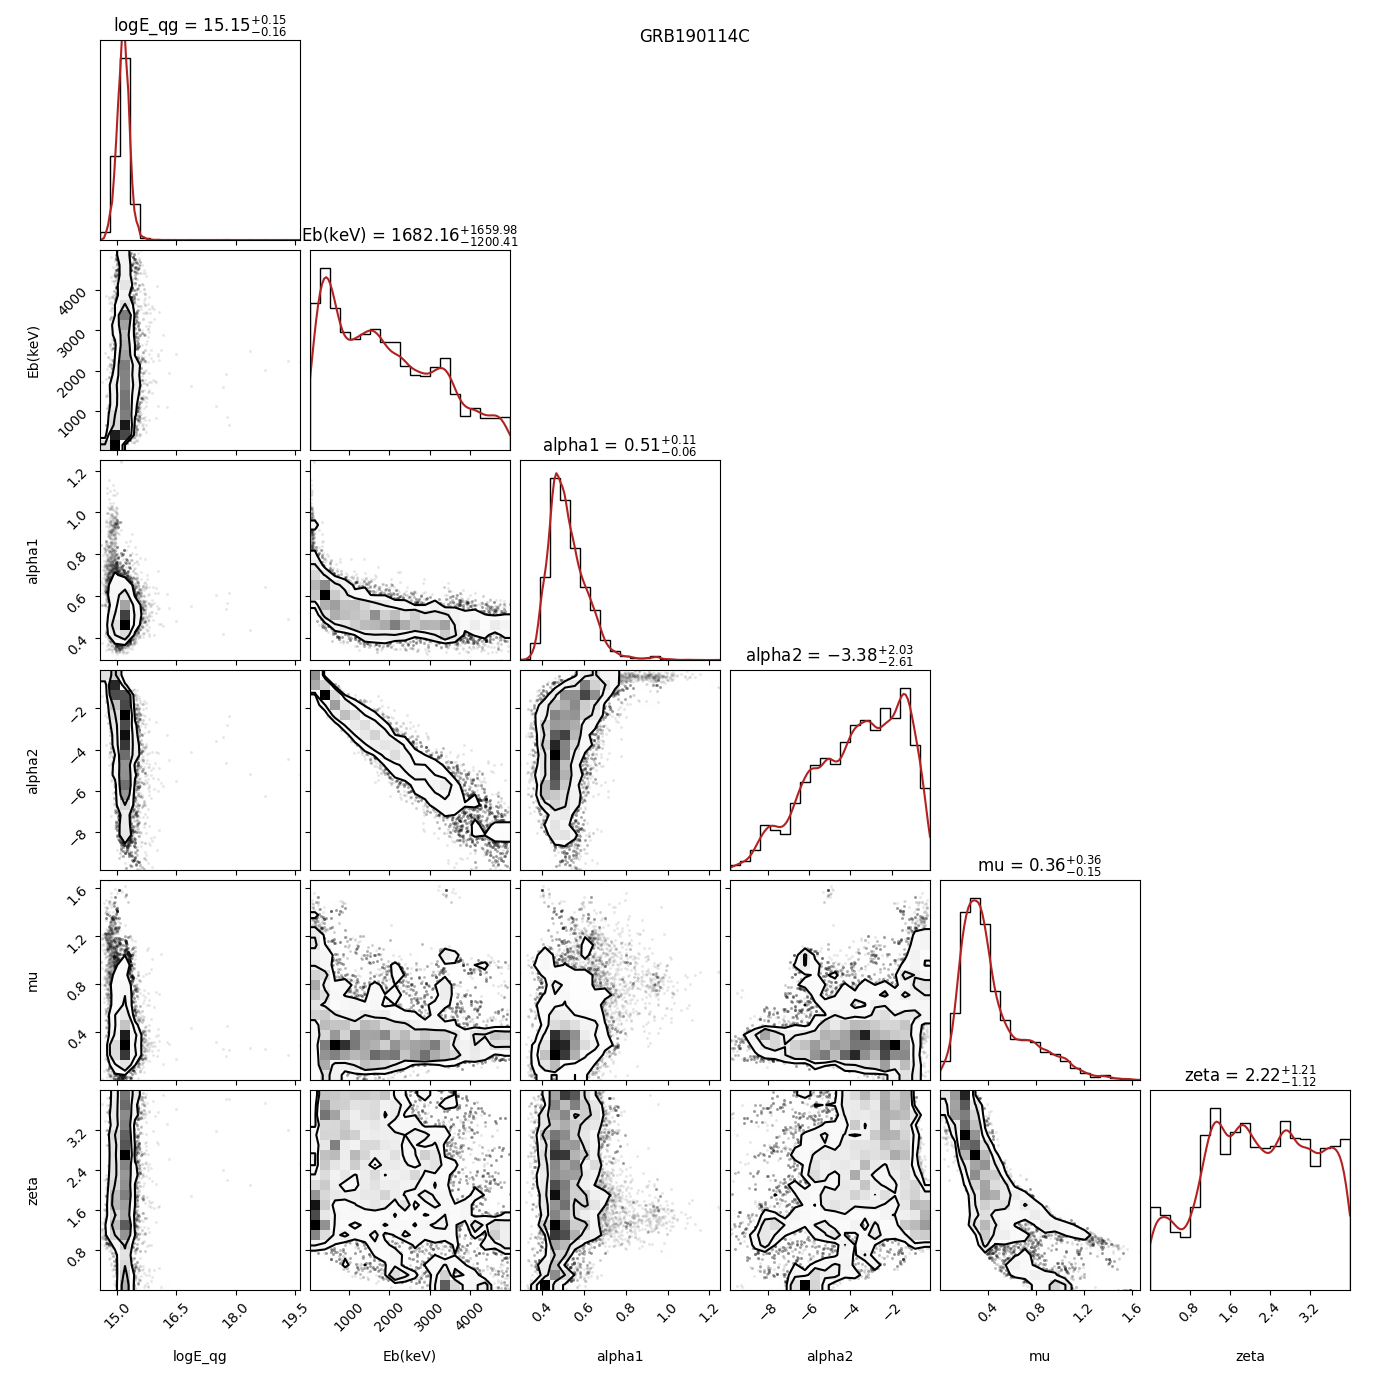 GRB190114C
logE_qg = 15.15+0.15 −0.16
Eb(keV) = 1682.16+1659.98 −1200.41
4000
3000
2000
1000
Eb(keV)
alpha1 = 0.51+0.11 −0.06
1.2
1.0
0.8
0.6
0.4
alpha1
alpha2 = −3.38+2.03 −2.61
−2
−4
−6
−8
alpha2
mu = 0.36+0.36 −0.15
1.6
1.2
0.8
0.4
mu
zeta = 2.22+1.21 −1.12
3.2
2.4
1.6
0.8
zeta
15.0 16.5 18.0 19.5 1000 2000 3000 4000 0.4 0.6 0.8 1.0 1.2 −8 −6 −4 −2 0.4 0.8 1.2 1.6 0.8 1.6 2.4 3.2
logE_qg Eb(keV) alpha1 alpha2 mu zeta